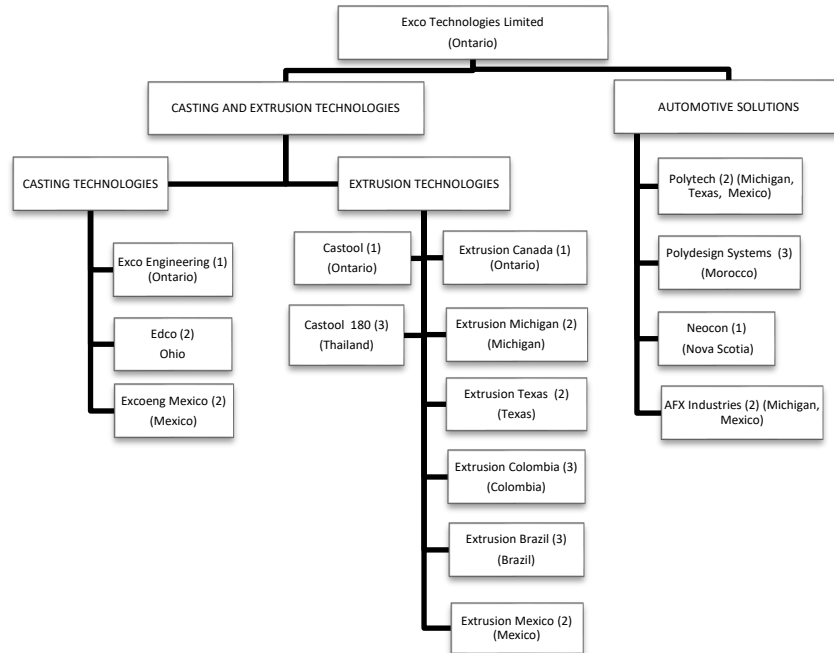 Exco Technologies Limited
(Ontario)
CASTING AND EXTRUSION TECHNOLOGIES
AUTOMOTIVE SOLUTIONS
CASTING TECHNOLOGIES
EXTRUSION TECHNOLOGIES
Exco Engineering (1)
(Ontario)
Edco (2)
Ohio
Excoeng Mexico (2)
(Mexico)
Castool (1)
(Ontario)
Castool 180 (3)
(Thailand)
Extrusion Canada (1)
(Ontario)
Extrusion Michigan (2)
(Michigan)
Extrusion Texas (2)
(Texas)
Extrusion Colombia (3)
(Colombia)
Extrusion Brazil (3)
(Brazil)
Extrusion Mexico (2)
(Mexico)
Polytech (2) (Michigan,
Texas, Mexico)
Polydesign Systems (3)
(Morocco)
Neocon (1)
(Nova Scotia)
AFX Industries (2) (Michigan,
Mexico)